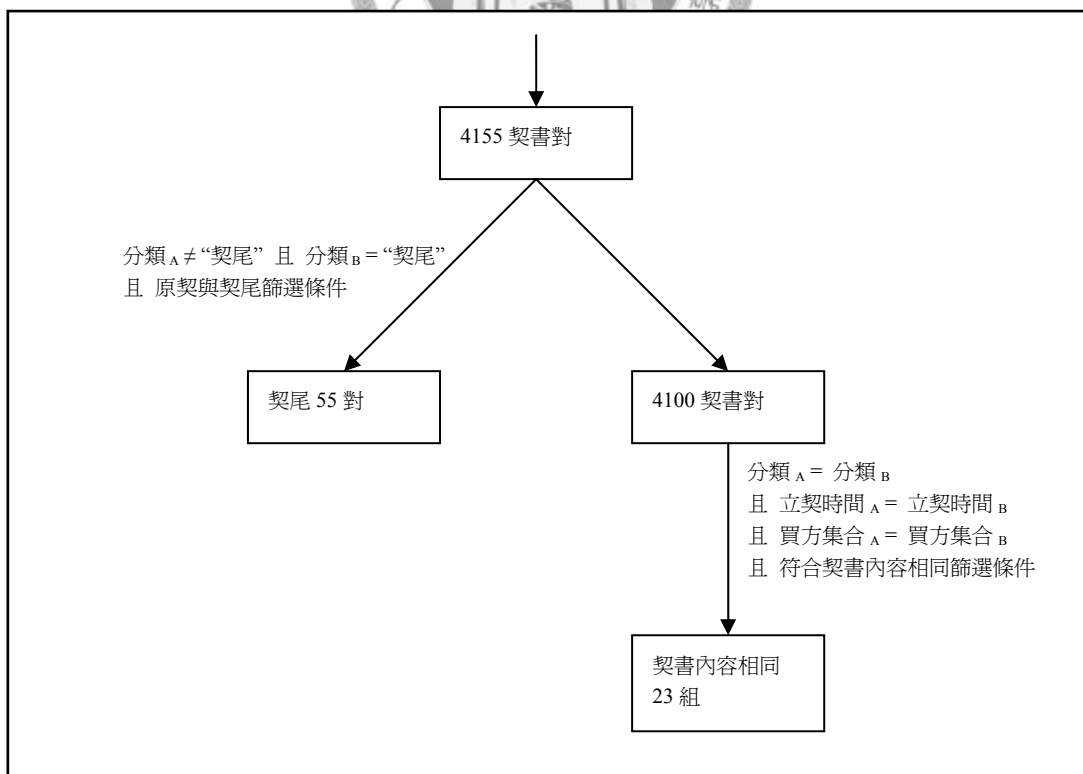 4155 契書對
分類 A ≠ “契尾” 且 分類 B = “契尾”
且 原契與契尾篩選條件
契尾 55 對
4100 契書對
分類 A = 分類 B
且 立契時間 A = 立契時間 B
且 買方集合 A = 買方集合 B
且 符合契書內容相同篩選條件
契書內容相同
23 組